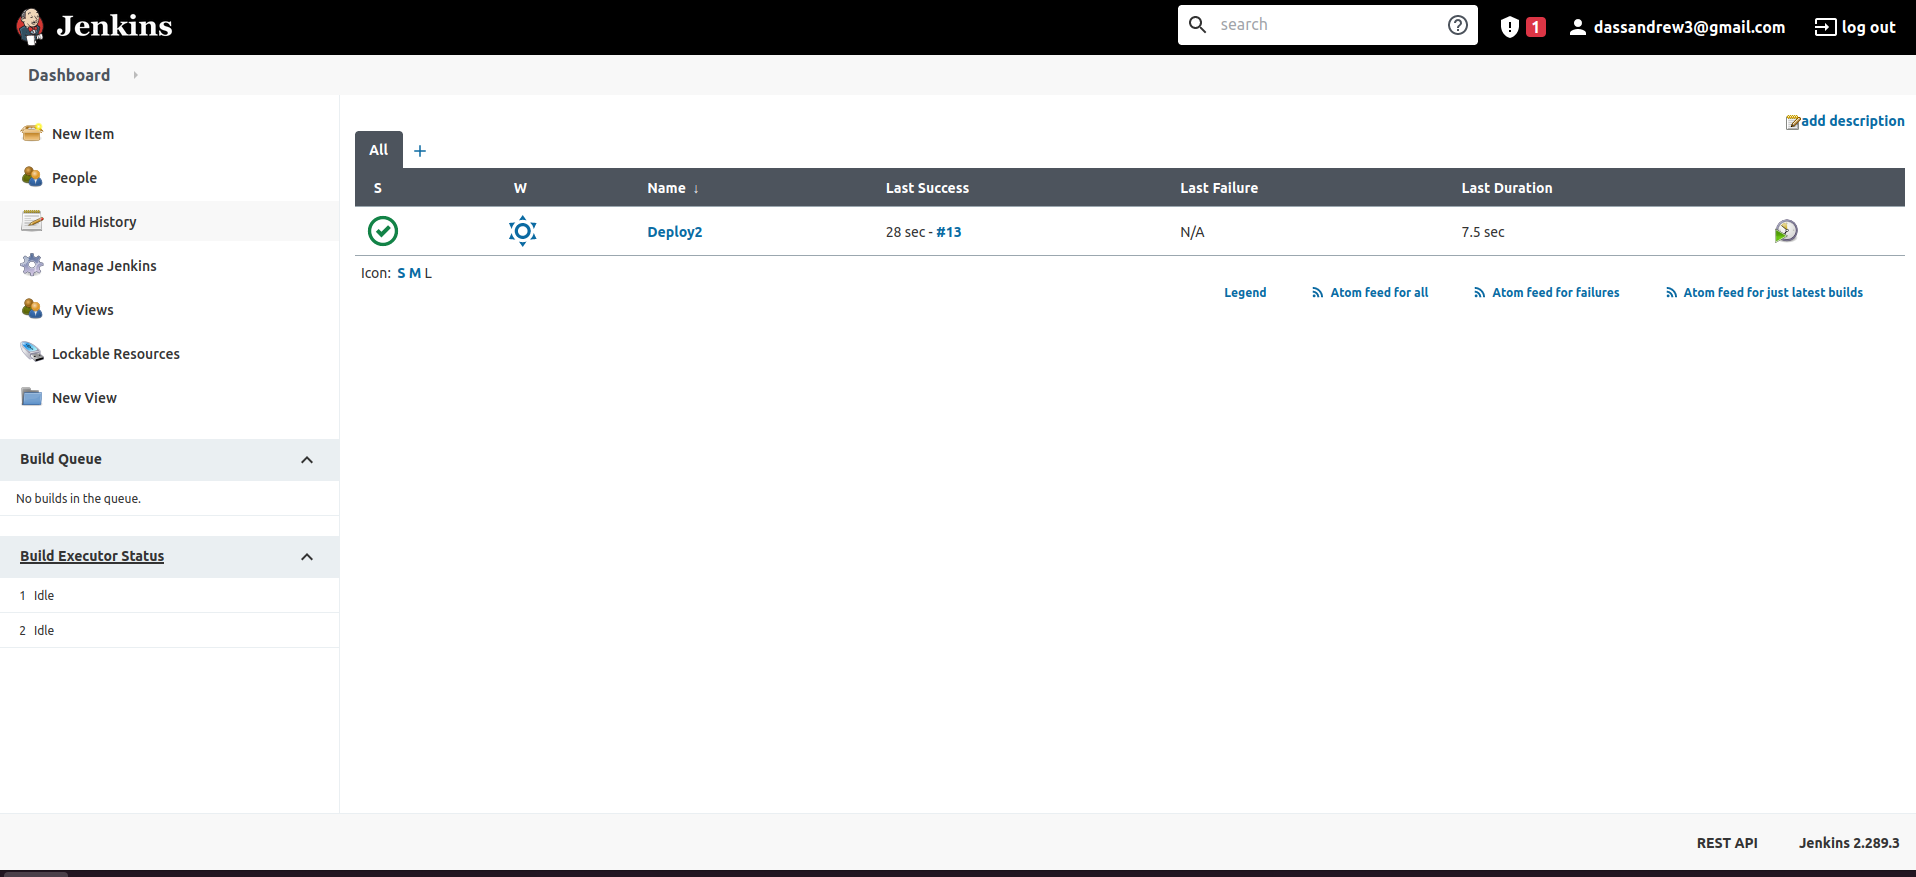 Jenkins
search
1
dassandrew3@gmail.com
log out
Dashboard
New Item
People
Build History
Manage Jenkins
My Views
Lockable Resources
New View
Build Queue
No builds in the queue.
Build Executor Status
1 Idle
2 Idle
add description
All +
S W Name ↓ Last Success Last Failure Last Duration
Deploy2 28 sec - #13 N/A 7.5 sec
Icon: S M L
Legend Atom feed for all Atom feed for failures Atom feed for just latest builds
REST API Jenkins 2.289.3